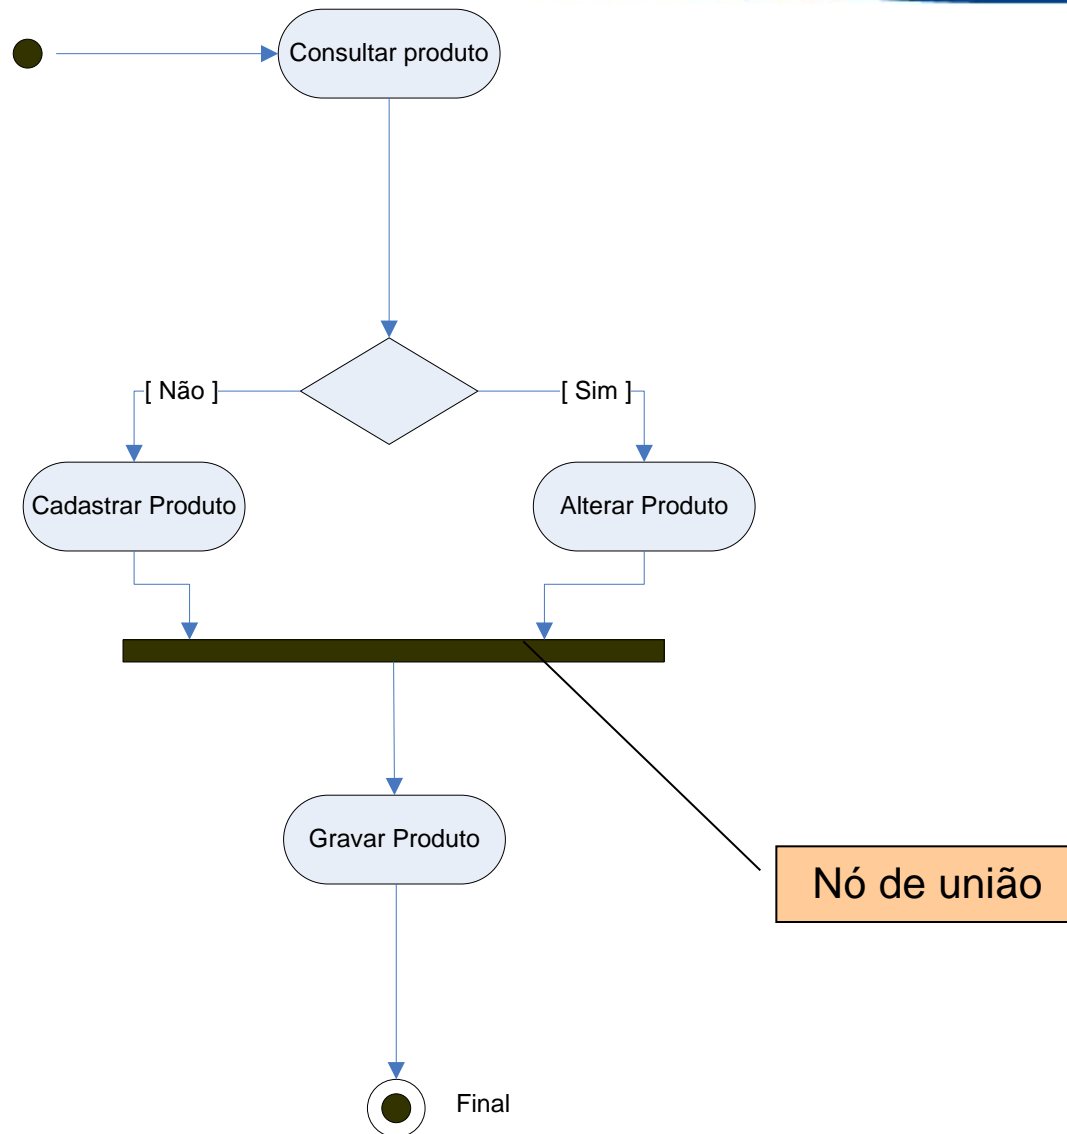 Consultar produto
[ Não ]
[ Sim ]
Cadastrar Produto
Alterar Produto
Gravar Produto
Nó de união
Final